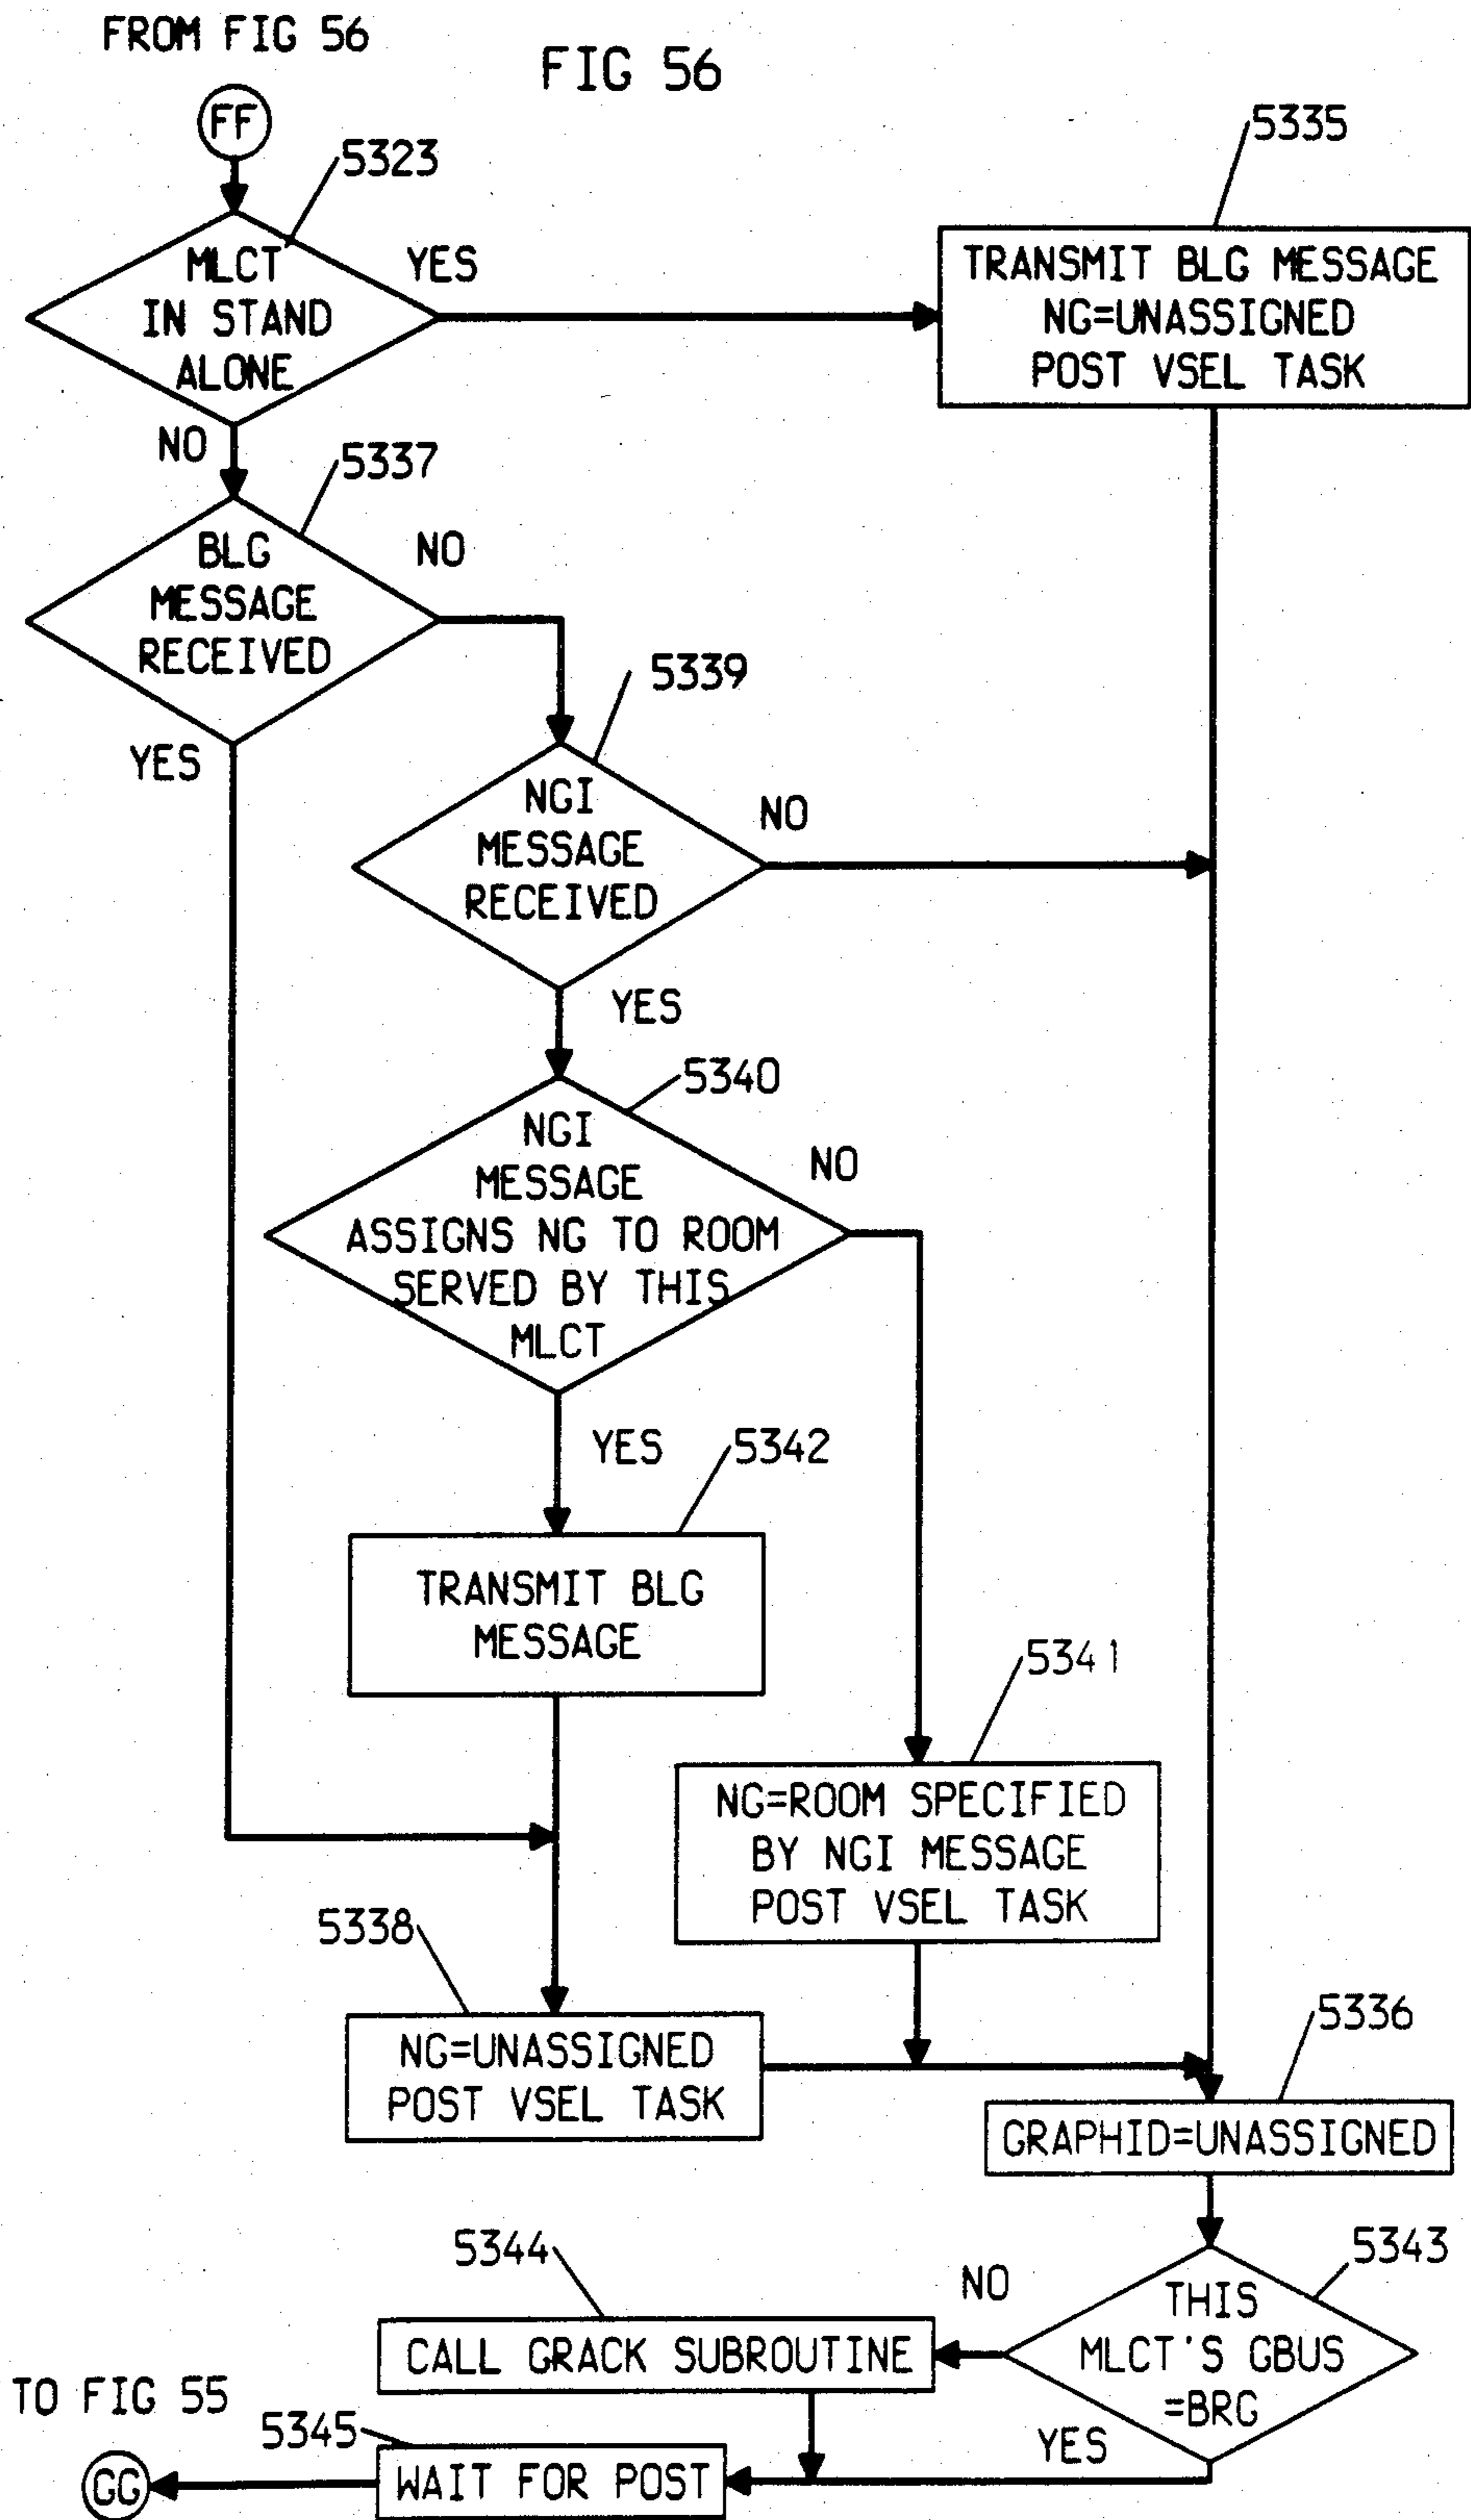 FROM FIG 56
FIG 56
FF
5323
5335
MLCT
IN STAND
ALONE
YES
TRANSMIT BLG MESSAGE
NG=UNASSIGNED
POST VSEL TASK
NO
5337
BLG
MESSAGE
RECEIVED
NO
YES
5339
NGI
MESSAGE
RECEIVED
NO
YES
5340
NGI
MESSAGE
ASSIGNS NG TO ROOM
SERVED BY THIS
MLCT
NO
YES
5342
TRANSMIT BLG
MESSAGE
5341
NG=ROOM SPECIFIED
BY NGI MESSAGE
POST VSEL TASK
5338
NG=UNASSIGNED
POST VSEL TASK
5336
GRAPHID=UNASSIGNED
5344
5343
NO
THIS
MLCT'S GBUS
=BRG
CALL GRACK SUBROUTINE
TO FIG 55
5345
YES
GG
WAIT FOR POST